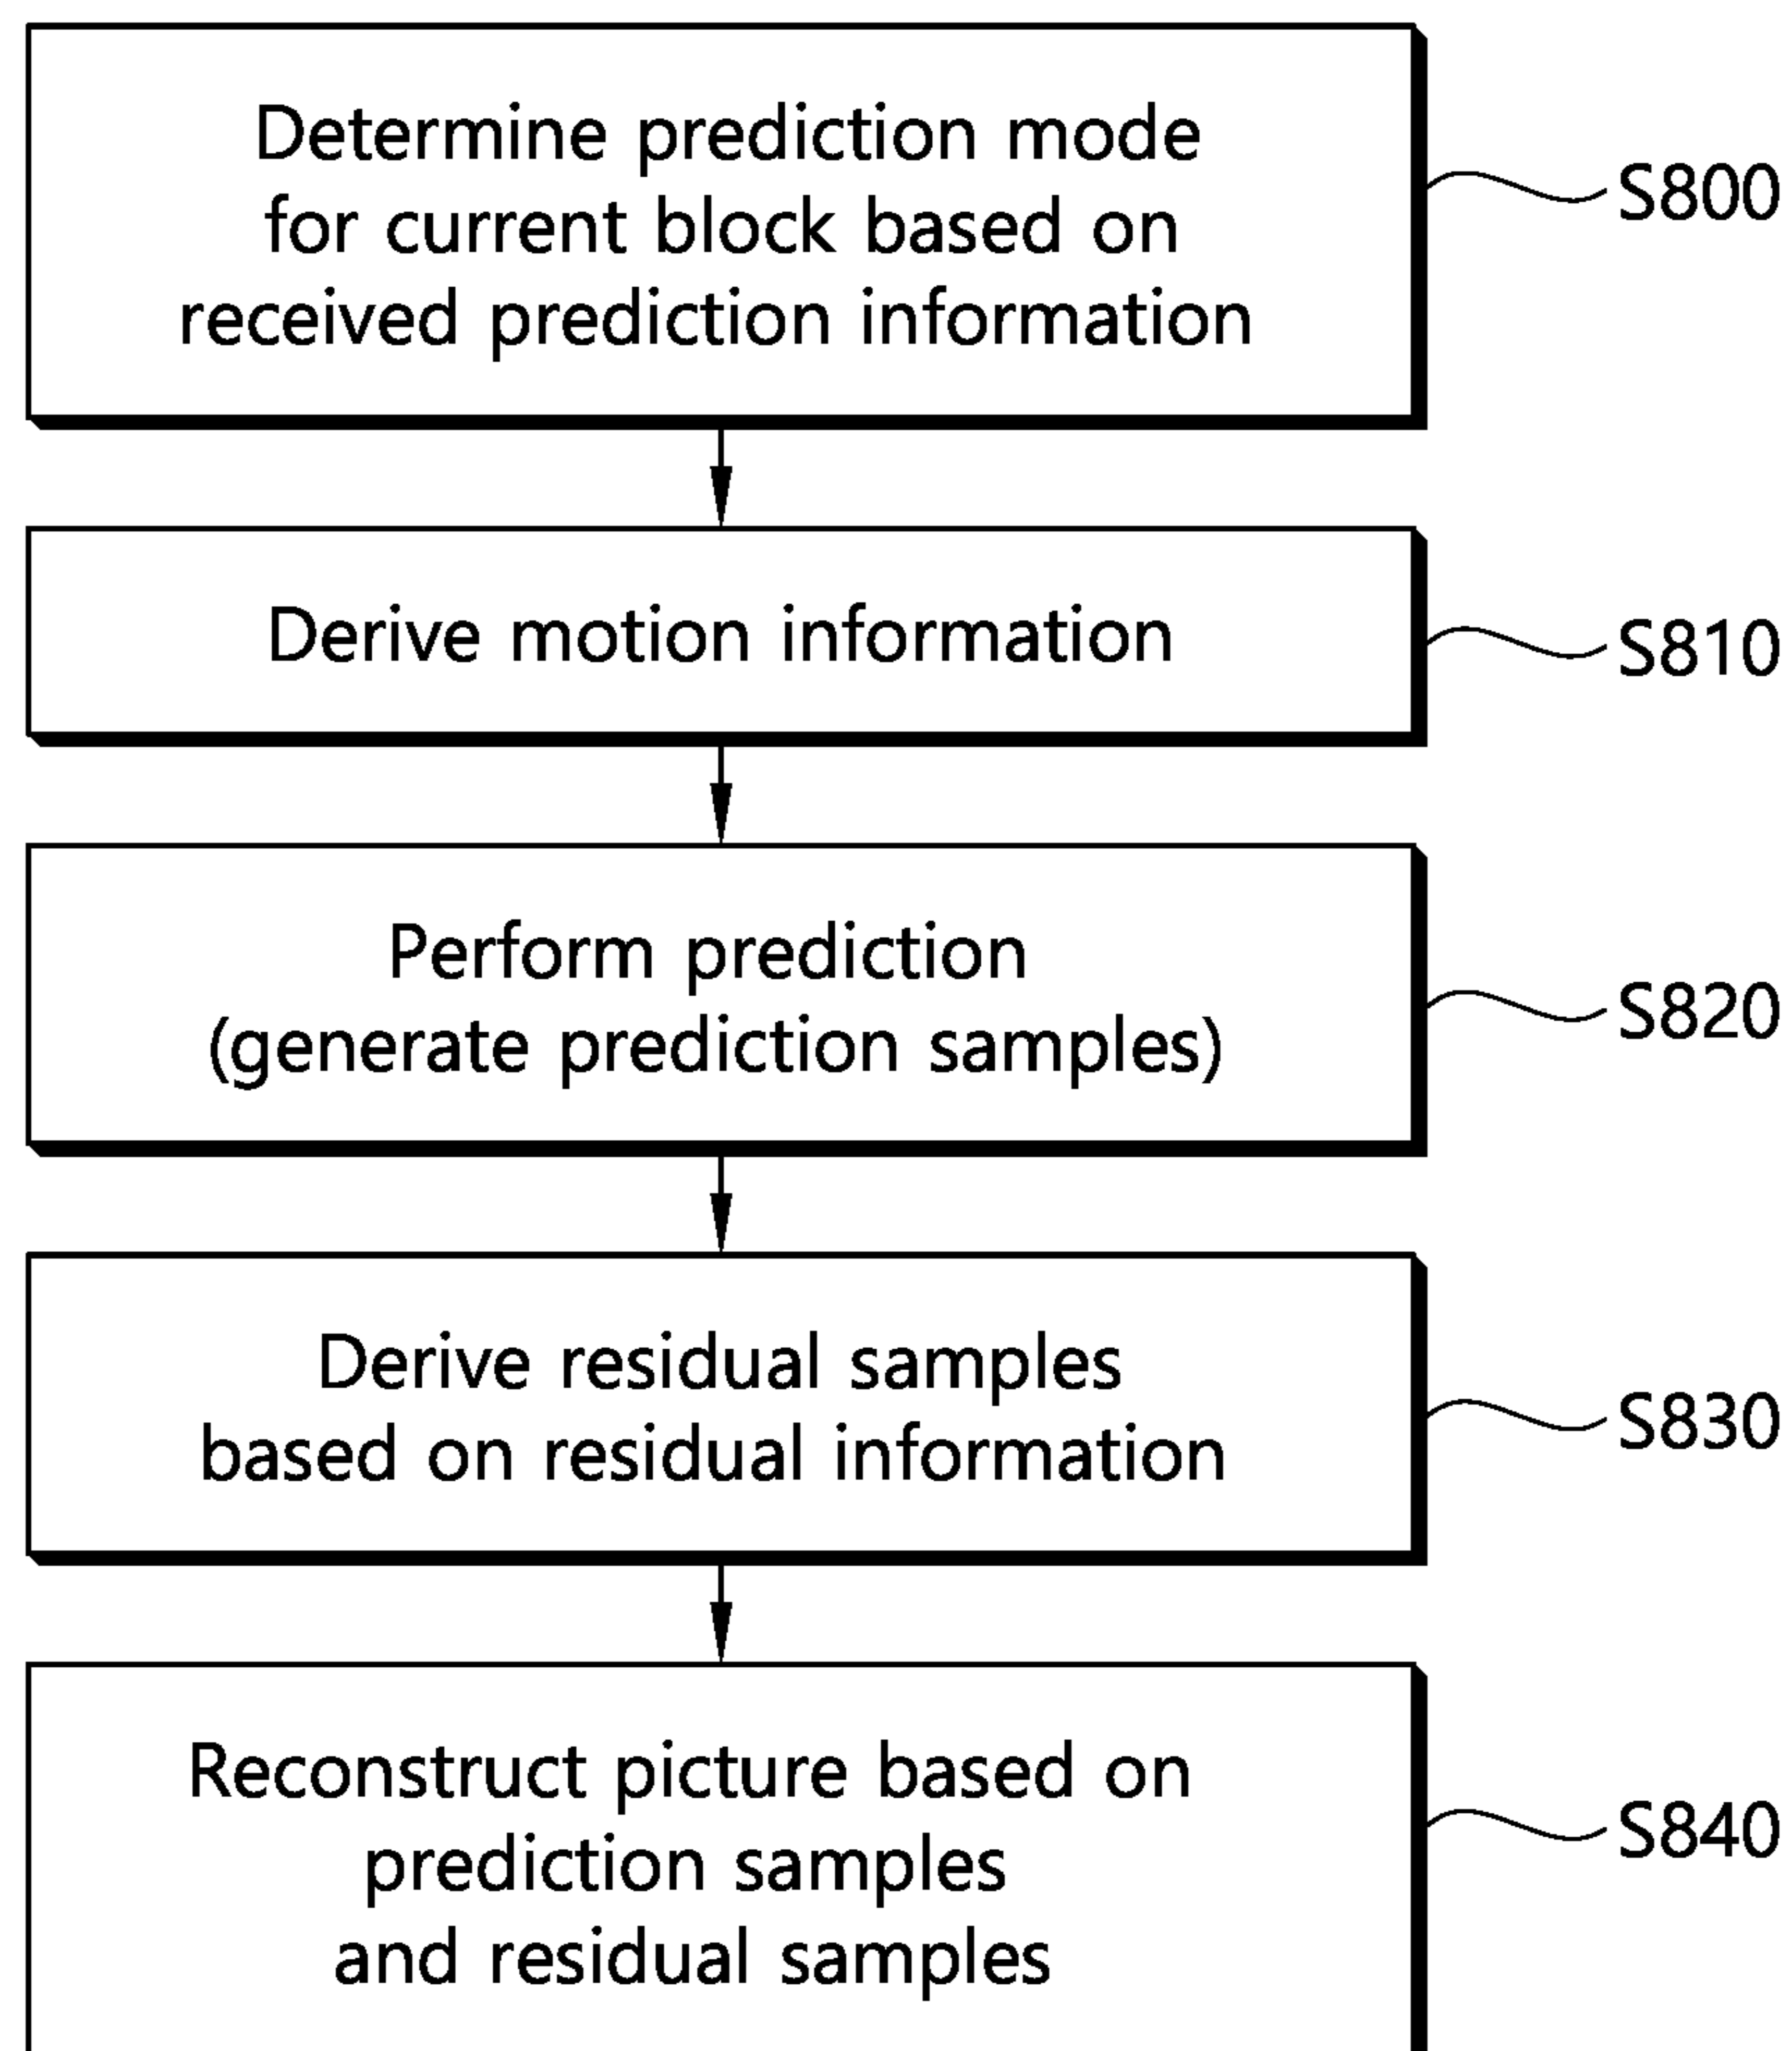 Determine prediction mode
for current block based on
received prediction information
S800
Derive motion information
S810
Perform prediction
(generate prediction samples)
S820
Derive residual samples
based on residual information
S830
Reconstruct picture based on
prediction samples
and residual samples
S840